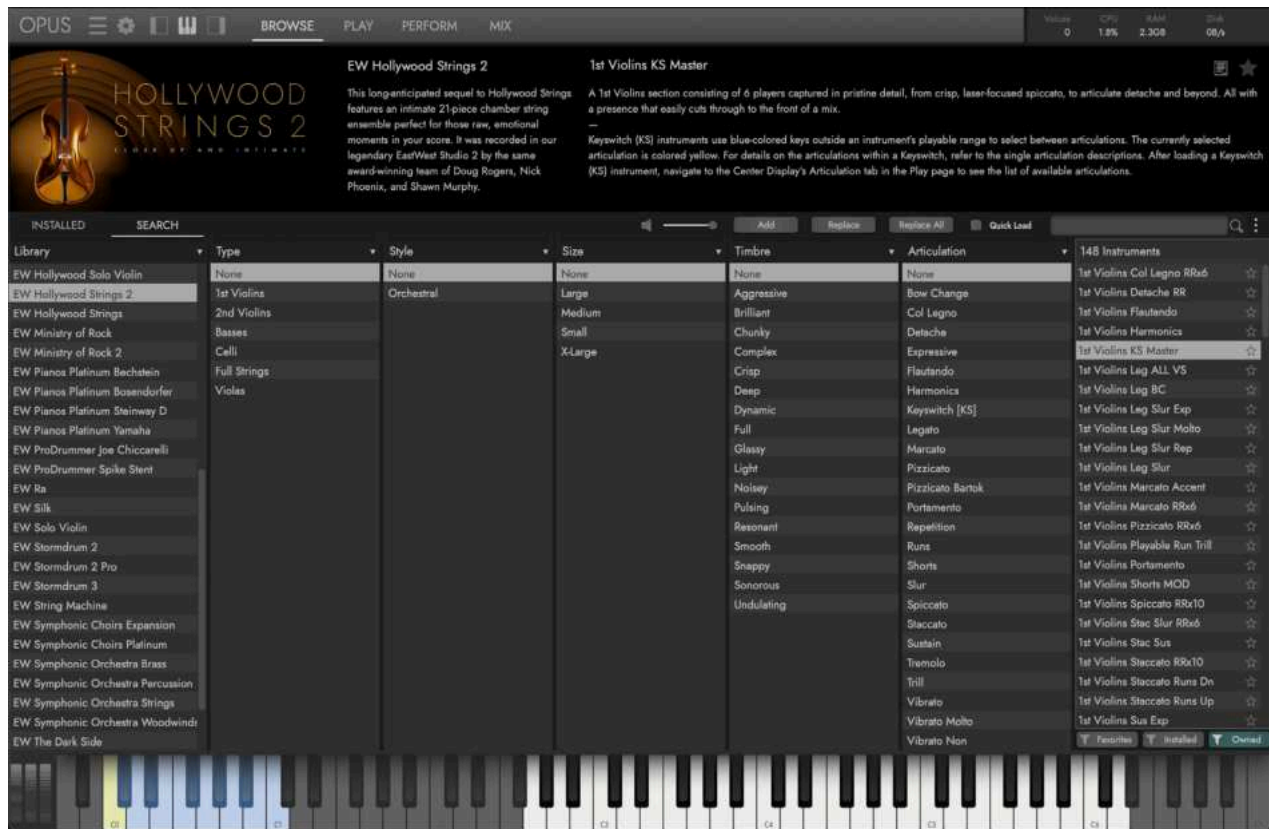 OPUS
BROWSE PLAY PERFORM MIX
Voices CPU RAM Disk
0 1.8% 2.3GB 0B/s
HOLLYWOOD
STRINGS 2
CLOSE UP AND INTIMATE
EW Hollywood Strings 2
This long-anticipated sequel to Hollywood Strings
features an intimate 21-piece chamber string
ensemble perfect for those raw, emotional
moments in your score. It was recorded in our
legendary EastWest Studio 2 by the same
award-winning team of Doug Rogers, Nick
Phoenix, and Shawn Murphy.
1st Violins KS Master
A 1st Violins section consisting of 6 players captured in pristine detail, from crisp, laser-focused spiccato, to articulate detache and beyond. All with
a presence that easily cuts through to the front of a mix.
—
Keyswitch (KS) instruments use blue-colored keys outside an instrument's playable range to select between articulations. The currently selected
articulation is colored yellow. For details on the articulations within a Keyswitch, refer to the single articulation descriptions. After loading a Keyswitch
(KS) instrument, navigate to the Center Display's Articulation tab in the Play page to see the list of available articulations.
INSTALLED SEARCH
Add Replace Replace All Quick Load
Library
EW Hollywood Solo Violin
EW Hollywood Strings 2
EW Hollywood Strings
EW Ministry of Rock
EW Ministry of Rock 2
EW Pianos Platinum Bechstein
EW Pianos Platinum Bosendorfer
EW Pianos Platinum Steinway D
EW Pianos Platinum Yamaha
EW ProDrummer Joe Chiccarelli
EW ProDrummer Spike Stent
EW Ra
EW Silk
EW Solo Violin
EW Stormdrum 2
EW Stormdrum 2 Pro
EW Stormdrum 3
EW String Machine
EW Symphonic Choirs Expansion
EW Symphonic Choirs Platinum
EW Symphonic Orchestra Brass
EW Symphonic Orchestra Percussion
EW Symphonic Orchestra Strings
EW Symphonic Orchestra Woodwinds
EW The Dark Side
Type
None
1st Violins
2nd Violins
Basses
Celli
Full Strings
Violas
Style
None
Orchestral
Size
None
Large
Medium
Small
X-Large
Timbre
None
Aggressive
Brilliant
Chunky
Complex
Crisp
Deep
Dynamic
Full
Glassy
Light
Noisey
Pulsing
Resonant
Smooth
Snappy
Sonorous
Undulating
Articulation
None
Bow Change
Col Legno
Detache
Expressive
Flautando
Harmonics
Keyswitch [KS]
Legato
Marcato
Pizzicato
Pizzicato Bartok
Portamento
Repetition
Runs
Shorts
Slur
Spiccato
Staccato
Sustain
Tremolo
Trill
Vibrato
Vibrato Molto
Vibrato Non
148 Instruments
1st Violins Col Legno RRx6
1st Violins Detache RR
1st Violins Flautando
1st Violins Harmonics
1st Violins KS Master
1st Violins Leg ALL VS
1st Violins Leg BC
1st Violins Leg Slur Exp
1st Violins Leg Slur Molto
1st Violins Leg Slur Rep
1st Violins Leg Slur
1st Violins Marcato Accent
1st Violins Marcato RRx6
1st Violins Pizzicato RRx6
1st Violins Playable Run Trill
1st Violins Portamento
1st Violins Shorts MOD
1st Violins Spiccato RRx10
1st Violins Stac Slur RRx6
1st Violins Stac Sus
1st Violins Staccato RRx10
1st Violins Staccato Runs Dn
1st Violins Staccato Runs Up
1st Violins Sus Exp
Favorites Installed Owned
C0 C1 C3 C4 C5 C6